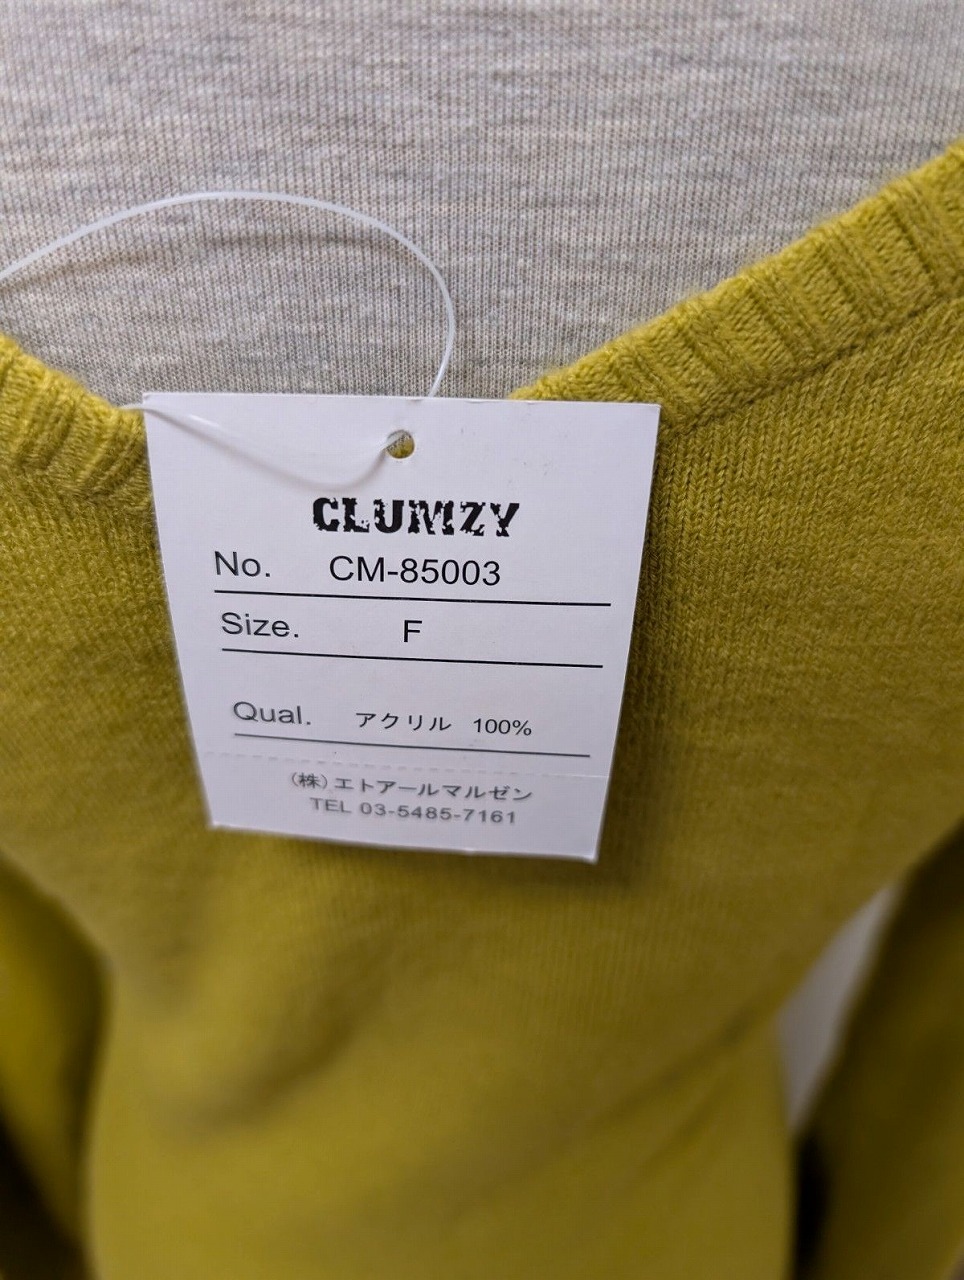 CLUMZY
No. CM-85003
Size. F
Qual. アクリル 100%
(株)エトアールマルゼン
TEL 03-5485-7161